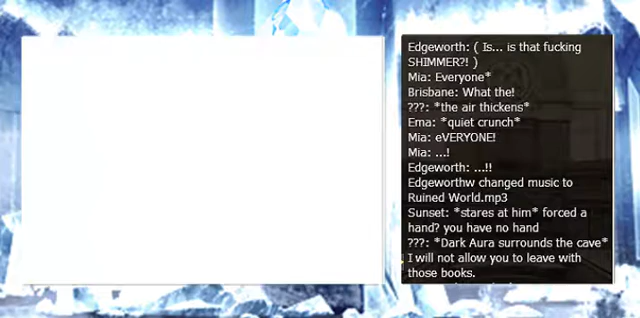 Edgeworth: ( Is... is that fucking
SHIMMER?! )
Mia: Everyone*
Brisbane: What the!
???: *the air thickens*
Ema: *quiet crunch*
Mia: eVERYONE!
Mia: ...!
Edgeworth: ...!!
Edgeworthw changed music to
Ruined World.mp3
Sunset: *stares at him* forced a
hand? you have no hand
???: *Dark Aura surrounds the cave*
I will not allow you to leave with
those books.